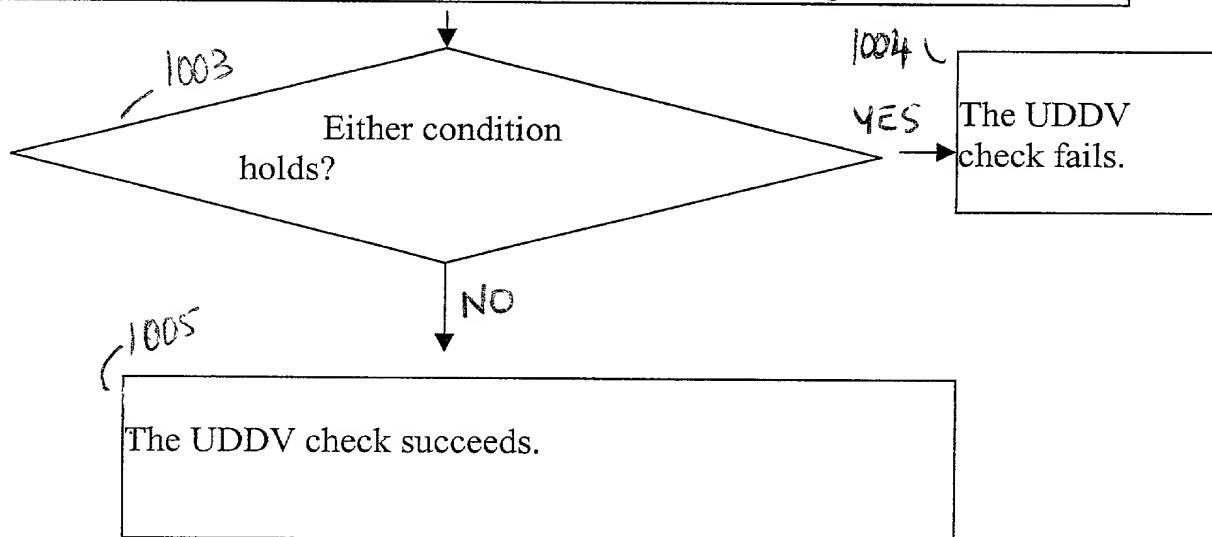 1003
1004
Either condition
holds?
YES
The UDDV
check fails.
NO
1005
The UDDV check succeeds.